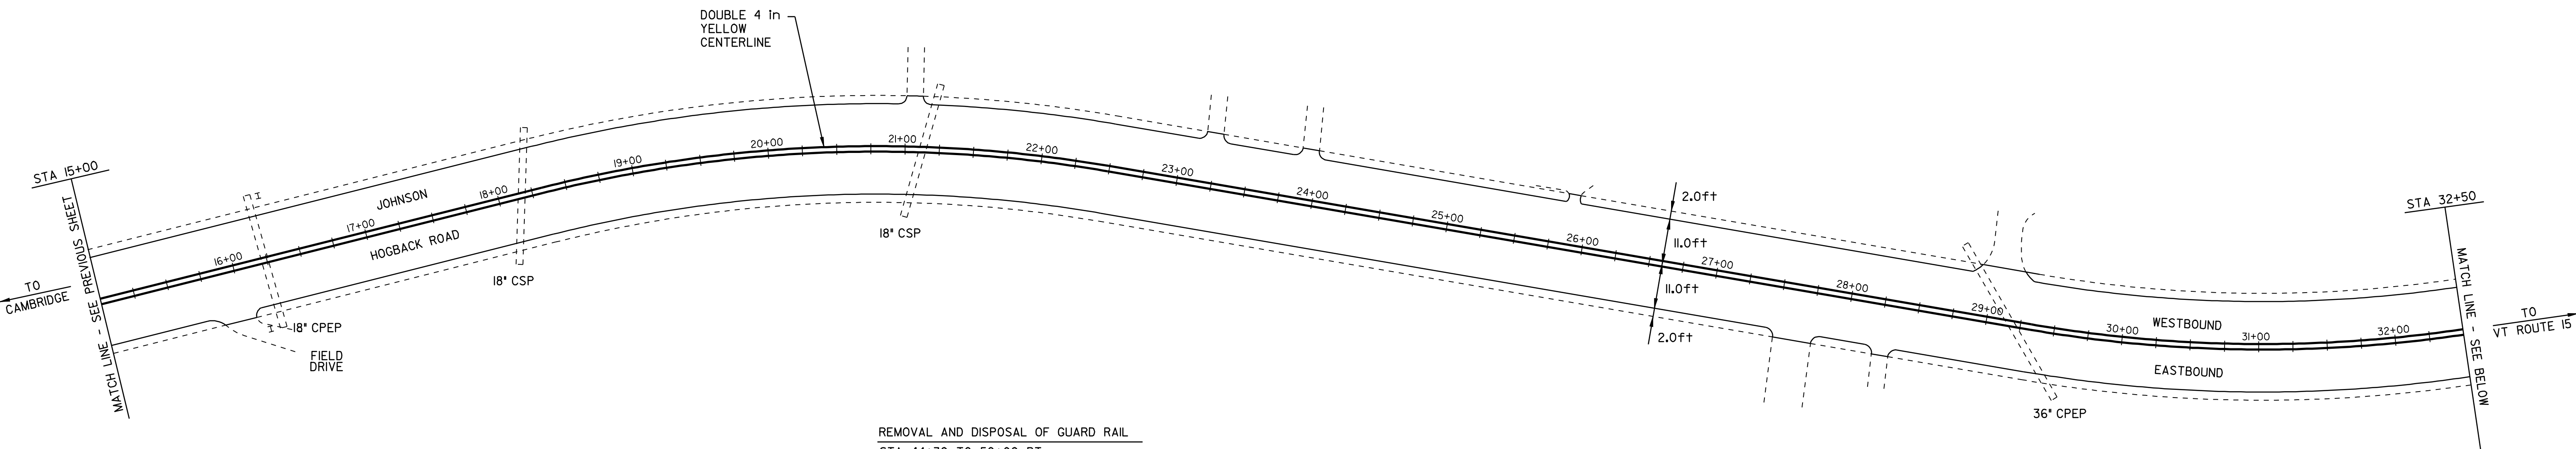 DOUBLE 4 In
YELLOW
CENTERLINE
STA 15+00
MATCH LINE - SEE PREVIOUS SHEET
TO
CAMBRIDGE
JOHNSON
HOGBACK ROAD
16+00
17+00
18+00
19+00
20+00
21+00
22+00
23+00
24+00
25+00
26+00
27+00
28+00
29+00
30+00
31+00
32+00
18" CPEP
FIELD
DRIVE
18" CSP
18" CSP
2.0ft
11.0ft
11.0ft
2.0ft
36" CPEP
WESTBOUND
EASTBOUND
STA 32+50
MATCH LINE - SEE BELOW
TO
VT ROUTE 15
REMOVAL AND DISPOSAL OF GUARD RAIL